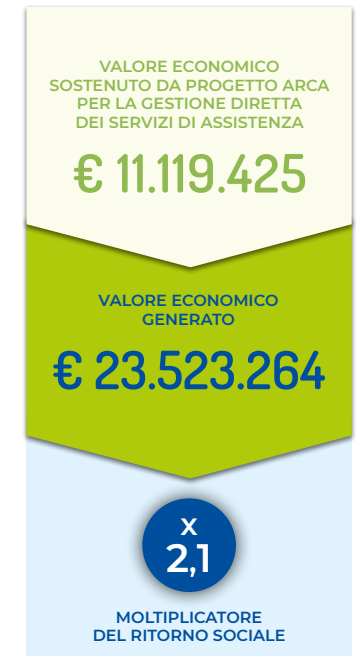 VALORE ECONOMICO
SOSTENUTO DA PROGETTO ARCA
PER LA GESTIONE DIRETTA
DEI SERVIZI DI ASSISTENZA
€ 11.119.425
VALORE ECONOMICO
GENERATO
€ 23.523.264
X
2,1
MOLTIPLICATORE
DEL RITORNO SOCIALE